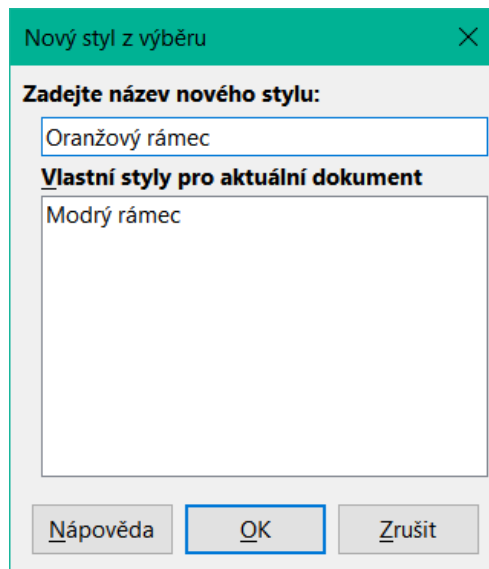 Nový styl z výběru
Zadejte název nového stylu:
Oranžový rámec
Vlastní styly pro aktuální dokument
Modrý rámec
Nápověda OK Zrušit